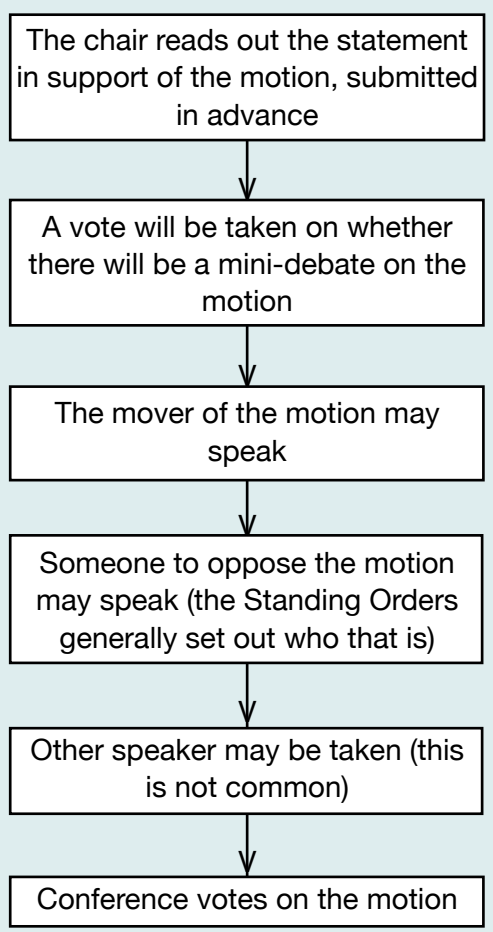 The chair reads out the statement
in support of the motion, submitted
in advance
A vote will be taken on whether
there will be a mini-debate on the
motion
The mover of the motion may
speak
Someone to oppose the motion
may speak (the Standing Orders
generally set out who that is)
Other speaker may be taken (this
is not common)
Conference votes on the motion